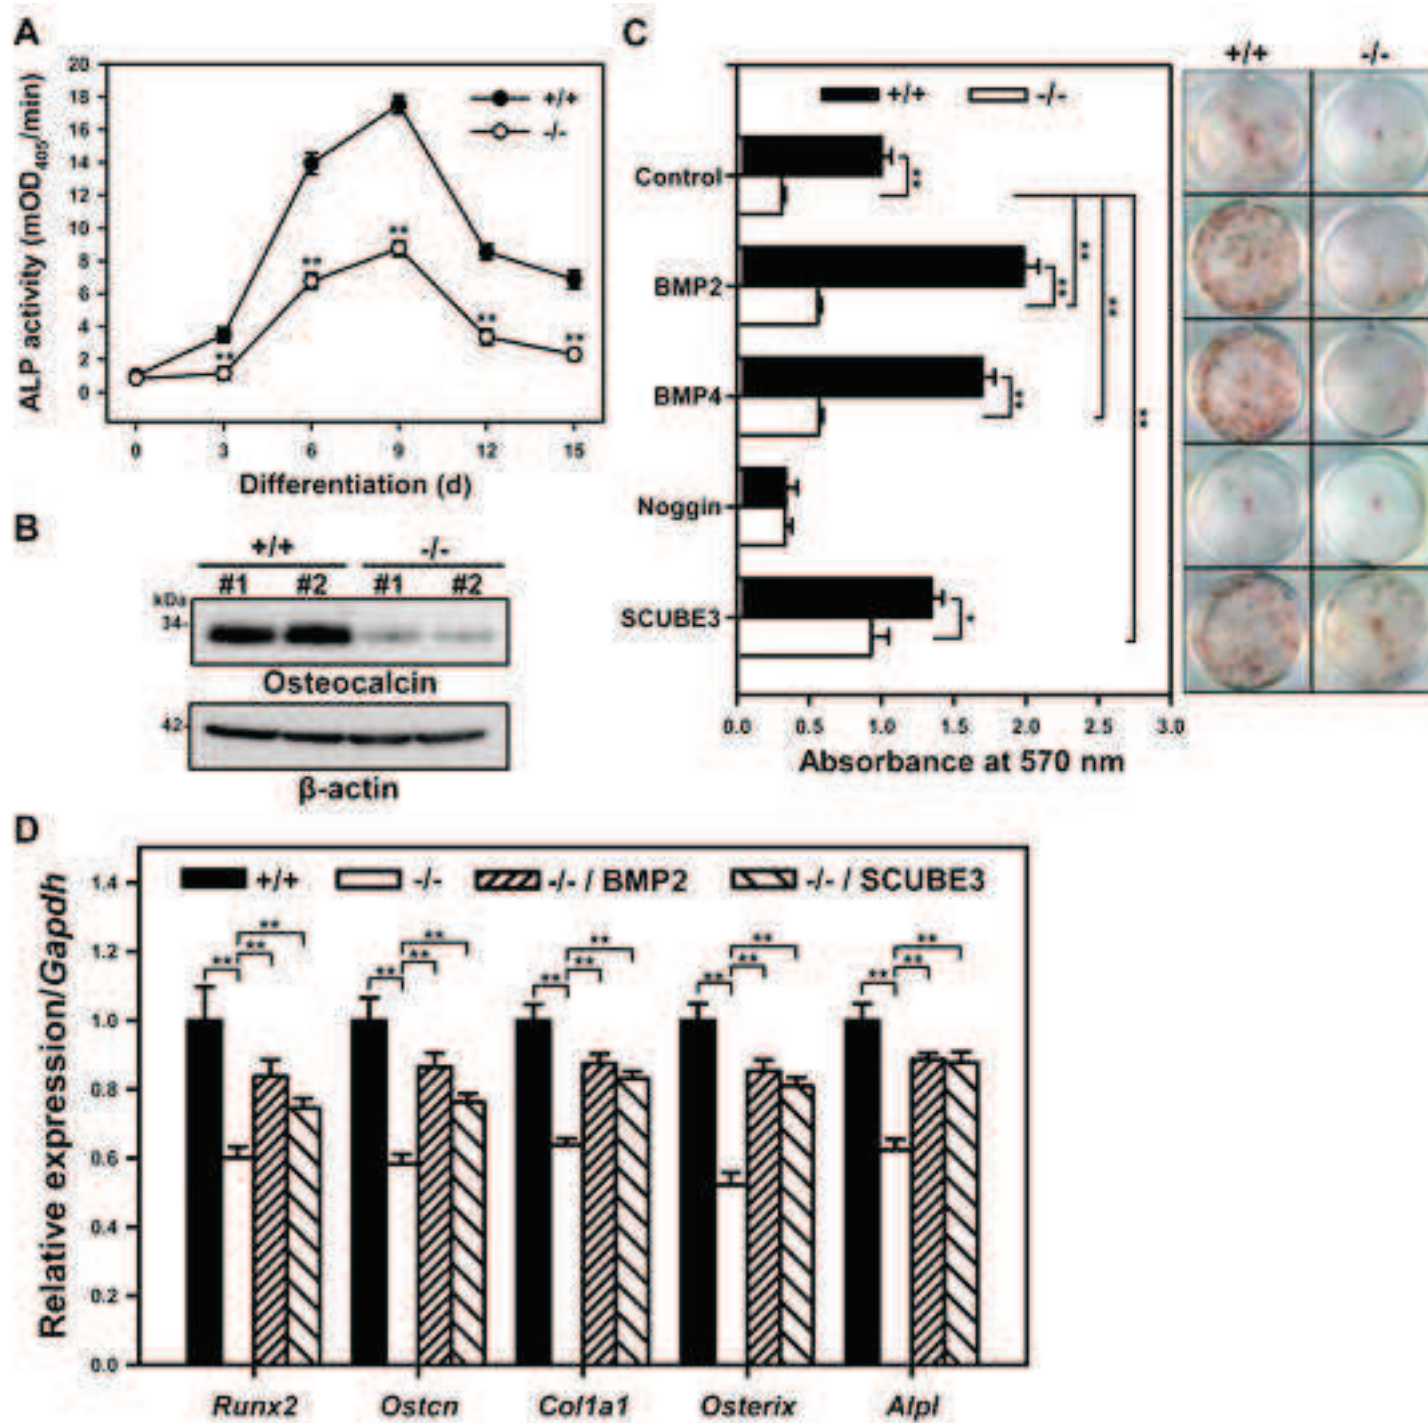 A
ALP activity (mOD405/min)
20
18
16
14
12
10
8
6
4
2
0
+/+
-/-
**
**
**
**
**
0 3 6 9 12 15
Differentiation (d)
B
+/+ -/-
#1 #2 #1 #2
kDa
34-
Osteocalcin
42-
β-actin
C
+/+ -/-
+/+ -/-
Control
BMP2
BMP4
Noggin
SCUBE3
**
**
**
*
**
**
**
0.0 0.5 1.0 1.5 2.0 2.5 3.0
Absorbance at 570 nm
D
Relative expression/Gapdh
+/+ -/- -/- / BMP2 -/- / SCUBE3
1.4
1.2
1.0
0.8
0.6
0.4
0.2
0.0
** ** **
** ** **
** ** **
** ** **
** ** **
Runx2 Ostcn Col1a1 Osterix Alpl